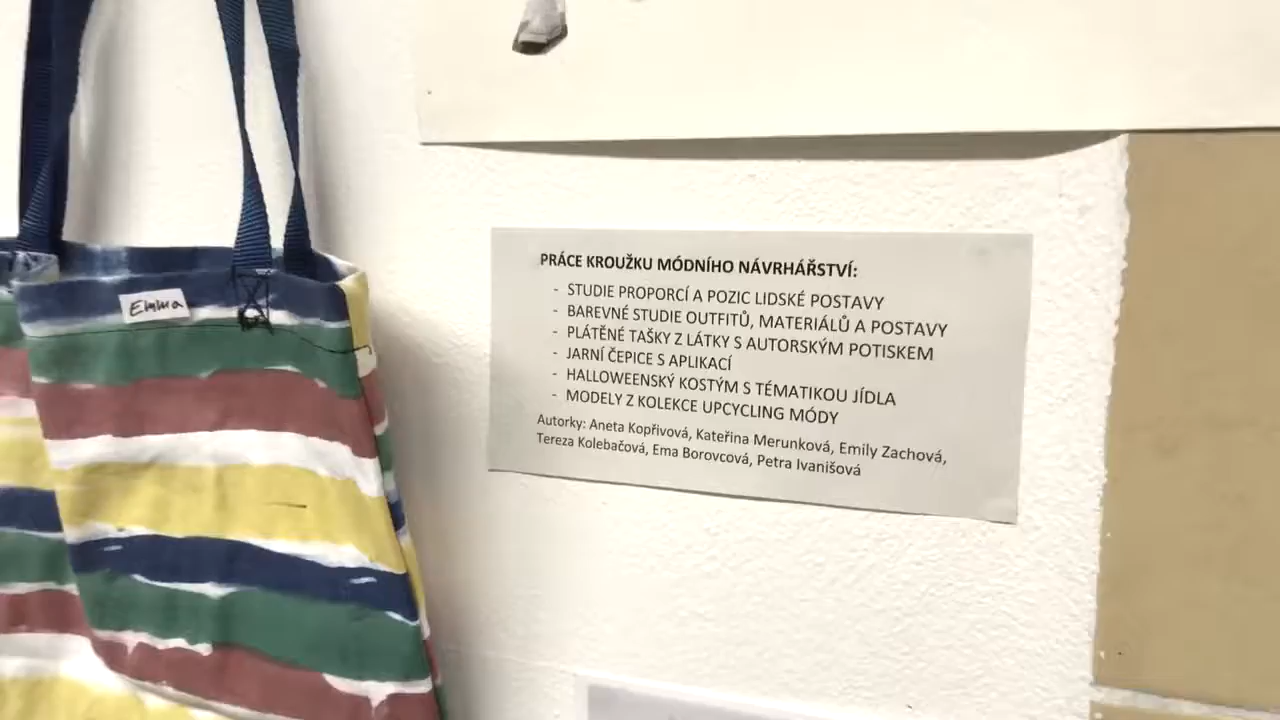 PRÁCE KROUŽKU MÓDNÍHO NÁVRHÁŘSTVÍ:
- STUDIE PROPORCÍ A POZIC LIDSKÉ POSTAVY
- BAREVNÉ STUDIE OUTFITŮ, MATERIÁLŮ A POSTAVY
- PLÁTĚNÉ TAŠKY Z LÁTKY S AUTORSKÝM POTISKEM
- JARNÍ ČEPICE S APLIKACÍ
- HALLOWEENSKÝ KOSTÝM S TÉMATIKOU JÍDLA
- MODELY Z KOLEKCE UPCYCLING MÓDY
Autorky: Aneta Kopřivová, Kateřina Merunková, Emily Zachová,
Tereza Kolebačová, Ema Borovcová, Petra Ivanišová
Emma